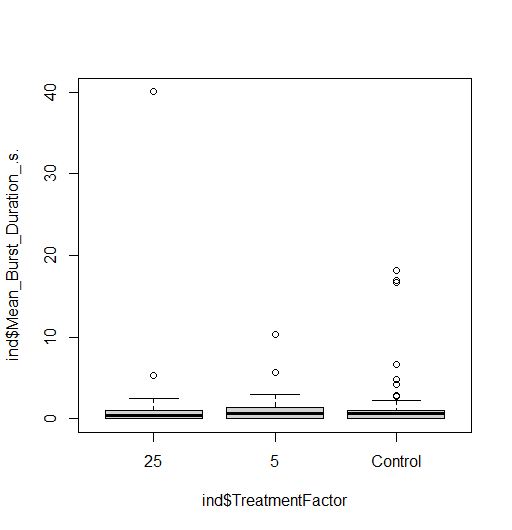 ind$Mean_Burst_Duration_.s.
40
30
20
10
0
25 5 Control
ind$TreatmentFactor